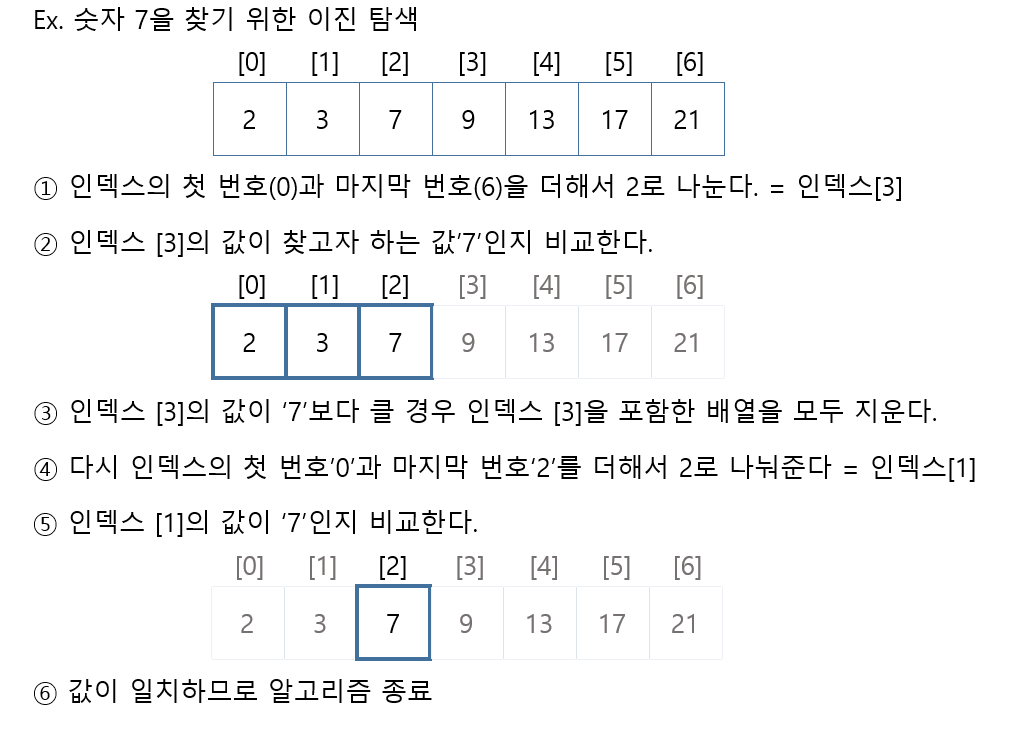 Ex. 숫자 7을 찾기 위한 이진 탐색
[0] [1] [2] [3] [4] [5] [6]
2 3 7 9 13 17 21
① 인덱스의 첫 번호(0)과 마지막 번호(6)을 더해서 2로 나눈다. = 인덱스[3]
② 인덱스 [3]의 값이 찾고자 하는 값’7’인지 비교한다.
[0] [1] [2] [3] [4] [5] [6]
2 3 7 9 13 17 21
③ 인덱스 [3]의 값이 ‘7’보다 클 경우 인덱스 [3]을 포함한 배열을 모두 지운다.
④ 다시 인덱스의 첫 번호’0’과 마지막 번호‘2’를 더해서 2로 나눠준다 = 인덱스[1]
⑤ 인덱스 [1]의 값이 ‘7’인지 비교한다.
[0] [1] [2] [3] [4] [5] [6]
2 3 7 9 13 17 21
⑥ 값이 일치하므로 알고리즘 종료